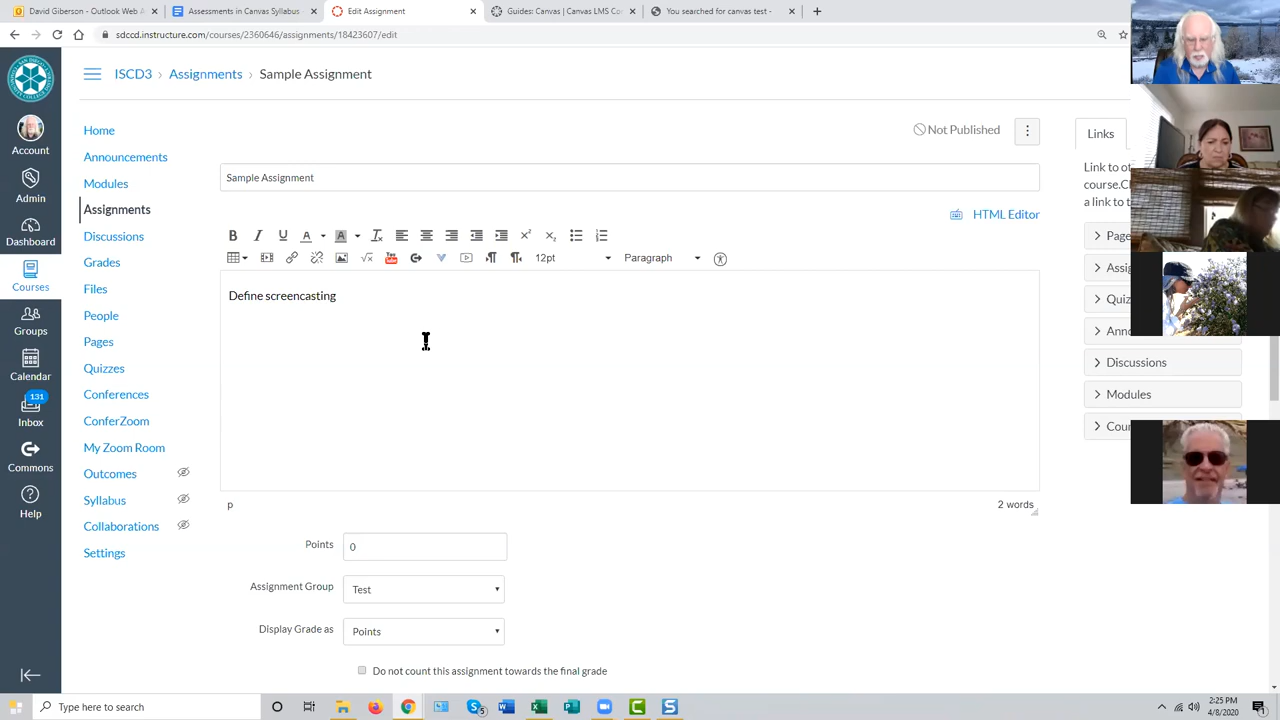 David Giberson - Outlook Web A
Assessments in Canvas Syllabus
Edit Assignment
Guides: Canvas | Canvas LMS Co
You searched for canvas test -
sdccd.instructure.com/courses/2360646/assignments/18423607/edit
ISCD3 › Assignments › Sample Assignment
Account
Admin
Dashboard
Courses
Groups
Calendar
131
Inbox
Commons
Help
Home
Announcements
Modules
Assignments
Discussions
Grades
Files
People
Pages
Quizzes
Conferences
ConferZoom
My Zoom Room
Outcomes
Syllabus
Collaborations
Settings
Not Published
Sample Assignment
HTML Editor
12pt
Paragraph
Define screencasting
p
2 words
Points
0
Assignment Group
Test
Display Grade as
Points
Do not count this assignment towards the final grade
Links
Link to ot
course.Cl
a link to t
Page
Assig
Quiz
Anno
Discussions
Modules
Cour
Type here to search
5
2:25 PM
4/8/2020
1